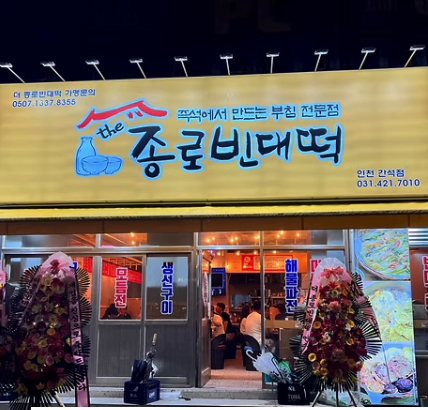 더 종로빈대떡 가맹문의
0507.1337.8355
즉석에서 만드는 부침 전문점
the 종로빈대떡
인천 간석점
031.421.7010
모듬전
생선구이
해물파전